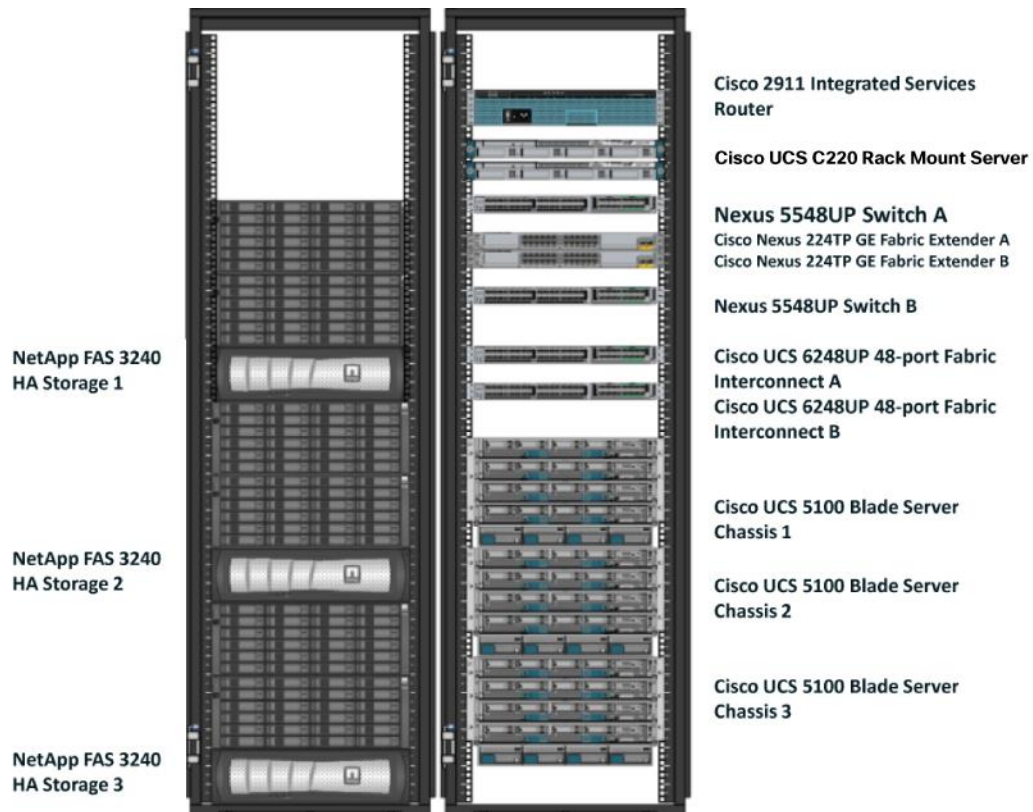 NetApp FAS 3240
HA Storage 1
NetApp FAS 3240
HA Storage 2
NetApp FAS 3240
HA Storage 3
Cisco 2911 Integrated Services
Router
Cisco UCS C220 Rack Mount Server
Nexus 5548UP Switch A
Cisco Nexus 224TP GE Fabric Extender A
Cisco Nexus 224TP GE Fabric Extender B
Nexus 5548UP Switch B
Cisco UCS 6248UP 48-port Fabric
Interconnect A
Cisco UCS 6248UP 48-port Fabric
Interconnect B
Cisco UCS 5100 Blade Server
Chassis 1
Cisco UCS 5100 Blade Server
Chassis 2
Cisco UCS 5100 Blade Server
Chassis 3